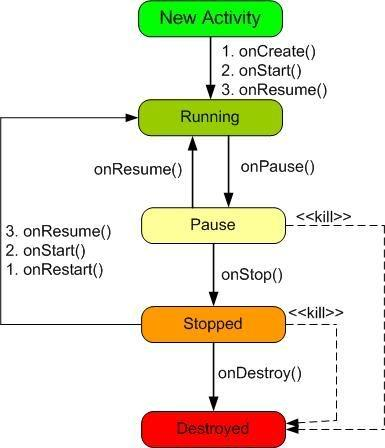 New Activity
1. onCreate()
2. onStart()
3. onResume()
Running
onResume()
onPause()
Pause
<<kill>>
3. onResume()
2. onStart()
1. onRestart()
onStop()
Stopped
<<kill>>
onDestroy()
Destroyed